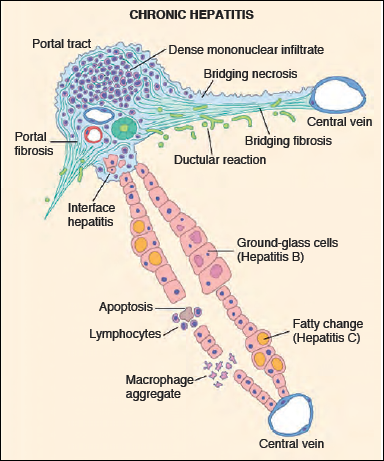 CHRONIC HEPATITIS
Portal tract
Dense mononuclear infiltrate
Bridging necrosis
Central vein
Portal
fibrosis
Bridging fibrosis
Ductular reaction
Interface
hepatitis
Ground-glass cells
(Hepatitis B)
Apoptosis
Lymphocytes
Fatty change
(Hepatitis C)
Macrophage
aggregate
Central vein